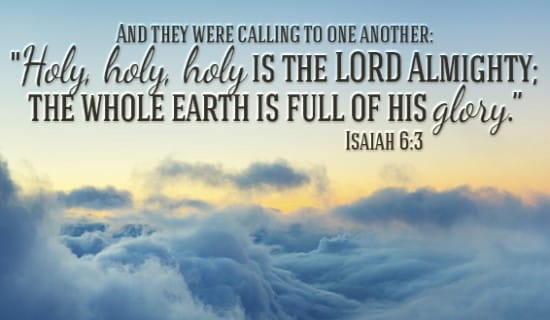 And they were calling to one another:
"Holy, holy, holy is the LORD Almighty;
the whole earth is full of his glory."
Isaiah 6:3